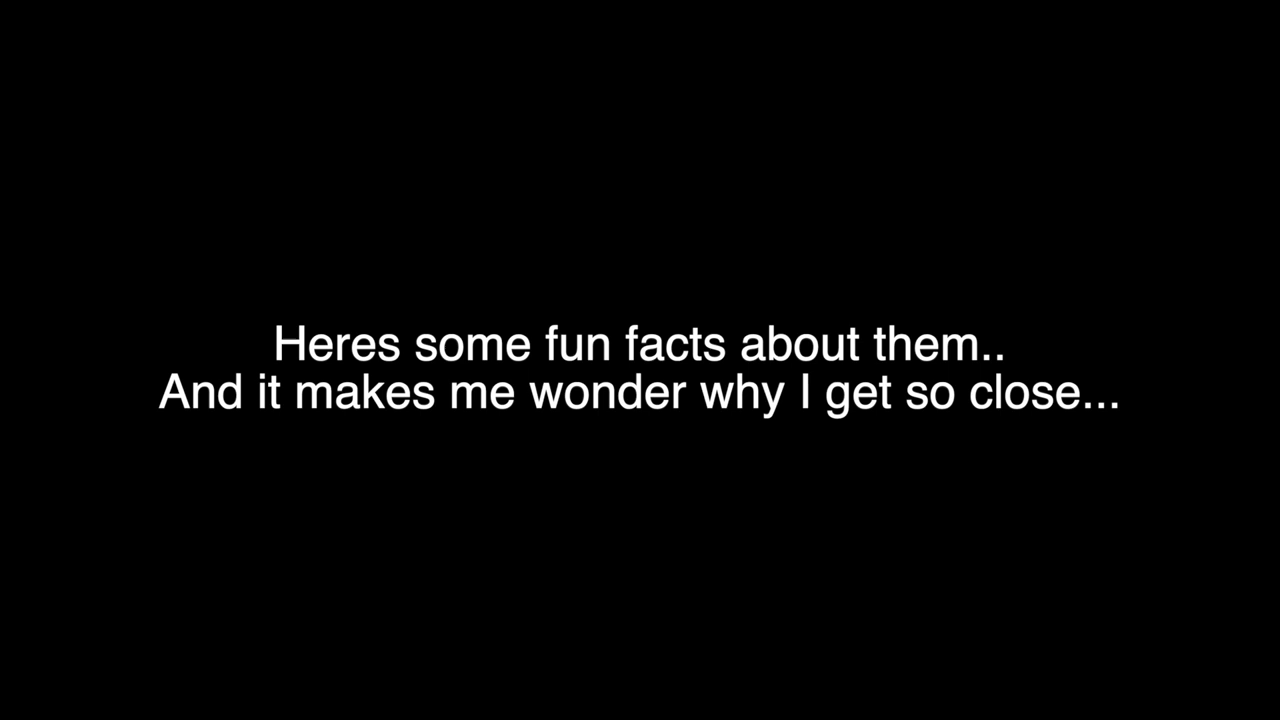 Heres some fun facts about them..
And it makes me wonder why I get so close...